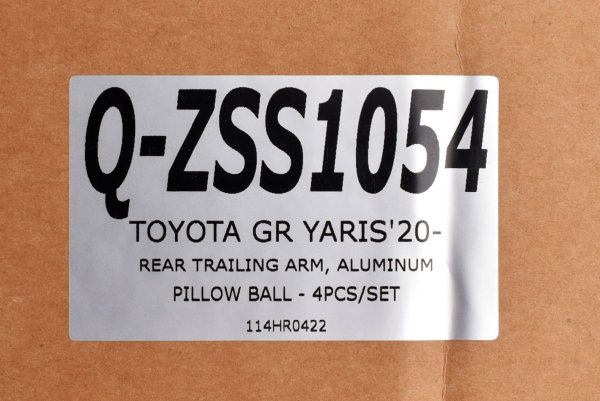 Q-ZSS1054
TOYOTA GR YARIS'20-
REAR TRAILING ARM, ALUMINUM
PILLOW BALL - 4PCS/SET
114HR0422